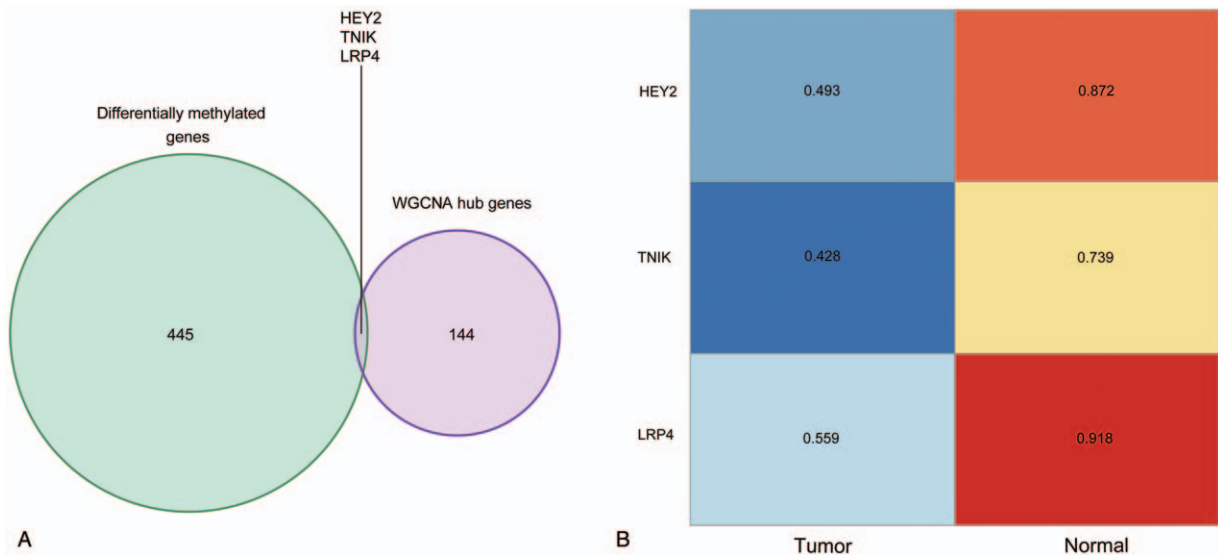 HEY2
TNIK
LRP4
Differentially methylated
genes
WGCNA hub genes
445
144
A
HEY2
0.493
0.872
TNIK
0.428
0.739
LRP4
0.559
0.918
B
Tumor
Normal